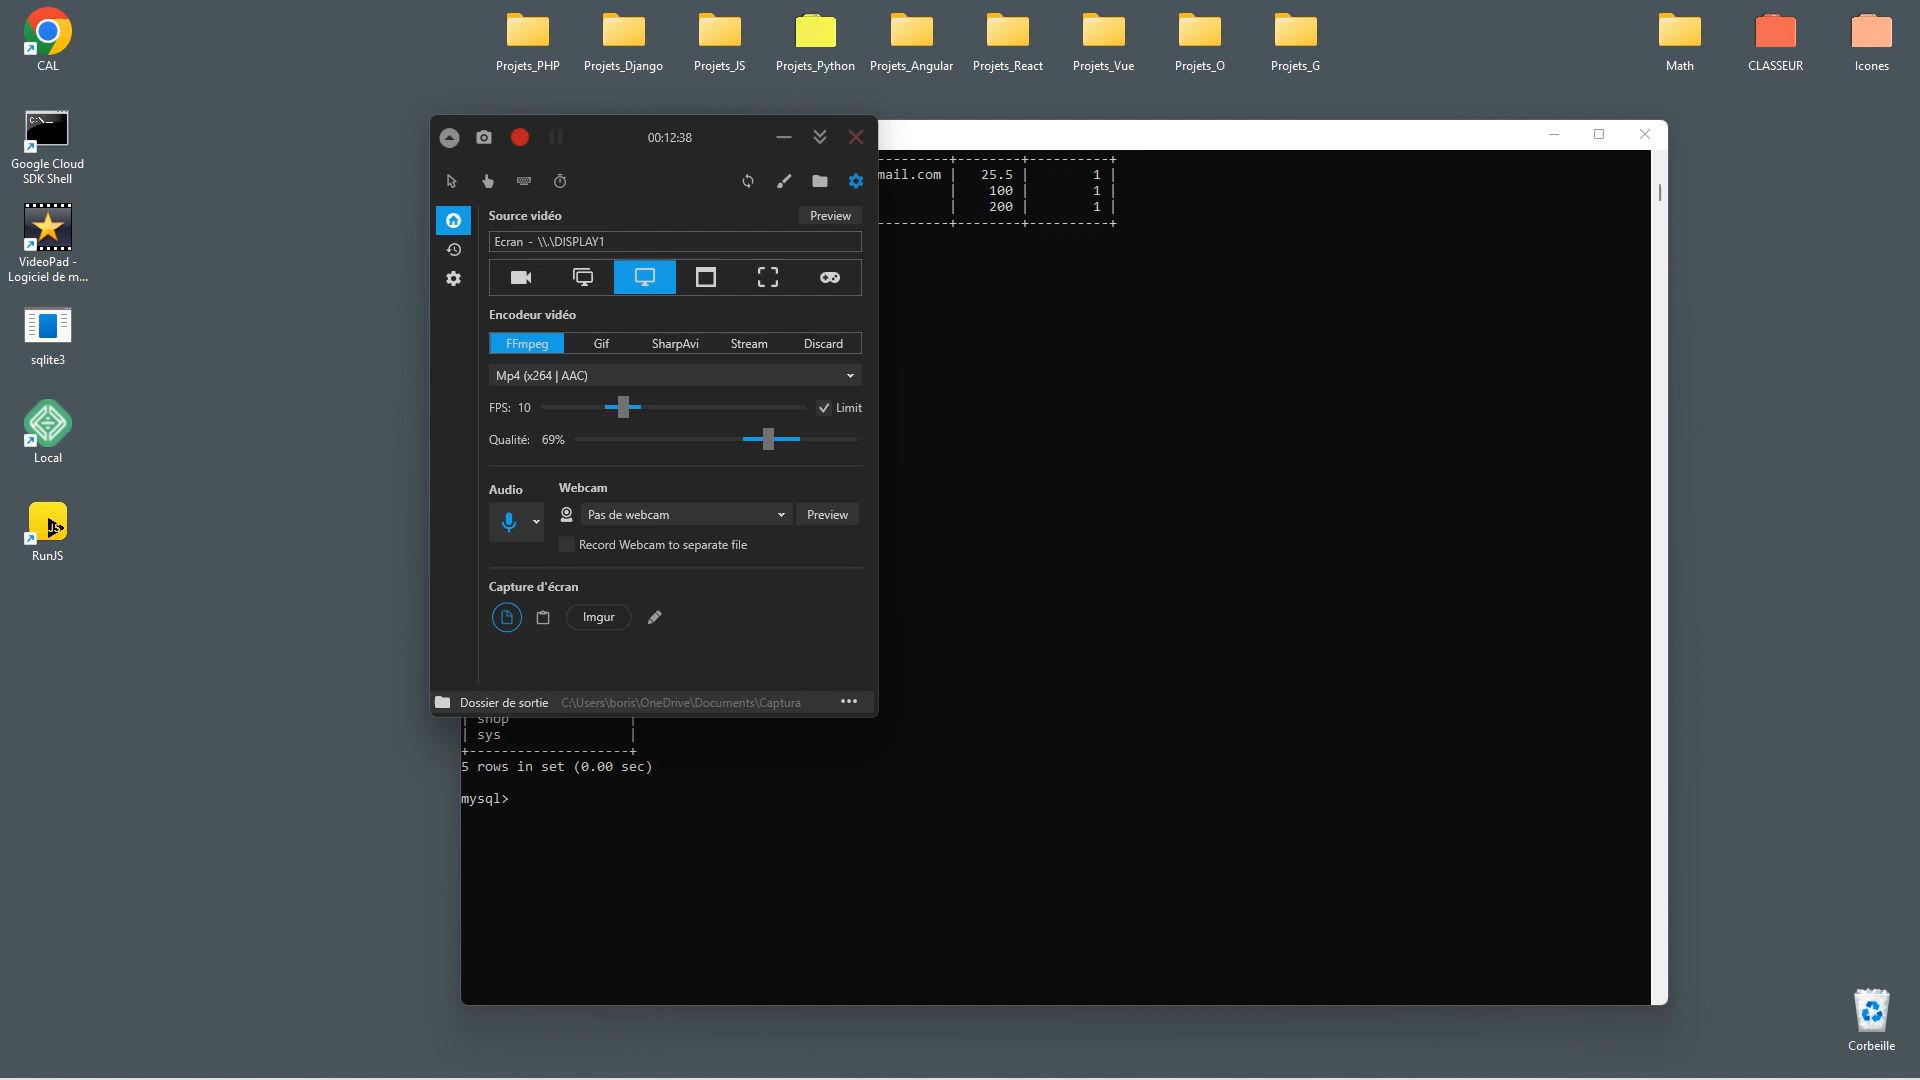 CAL
Projets_PHP
Projets_Django
Projets_JS
Projets_Python
Projets_Angular
Projets_React
Projets_Vue
Projets_O
Projets_G
Math
CLASSEUR
Icones
Google Cloud
SDK Shell
VideoPad -
Logiciel de m...
sqlite3
Local
JS
RunJS
Corbeille
C:\_
00:12:38
Source vidéo
Preview
Ecran - \\.\DISPLAY1
Encodeur vidéo
FFmpeg Gif SharpAvi Stream Discard
Mp4 (x264 | AAC)
FPS: 10
Limit
Qualité: 69%
Audio
Webcam
Pas de webcam
Preview
Record Webcam to separate file
Capture d'écran
Imgur
Dossier de sortie C:\Users\boris\OneDrive\Documents\Captura
---------+--------+----------+
mail.com | 25.5 | 1 |
| 100 | 1 |
| 200 | 1 |
---------+--------+----------+
| shop |
| sys |
+--------------------+
5 rows in set (0.00 sec)
mysql>